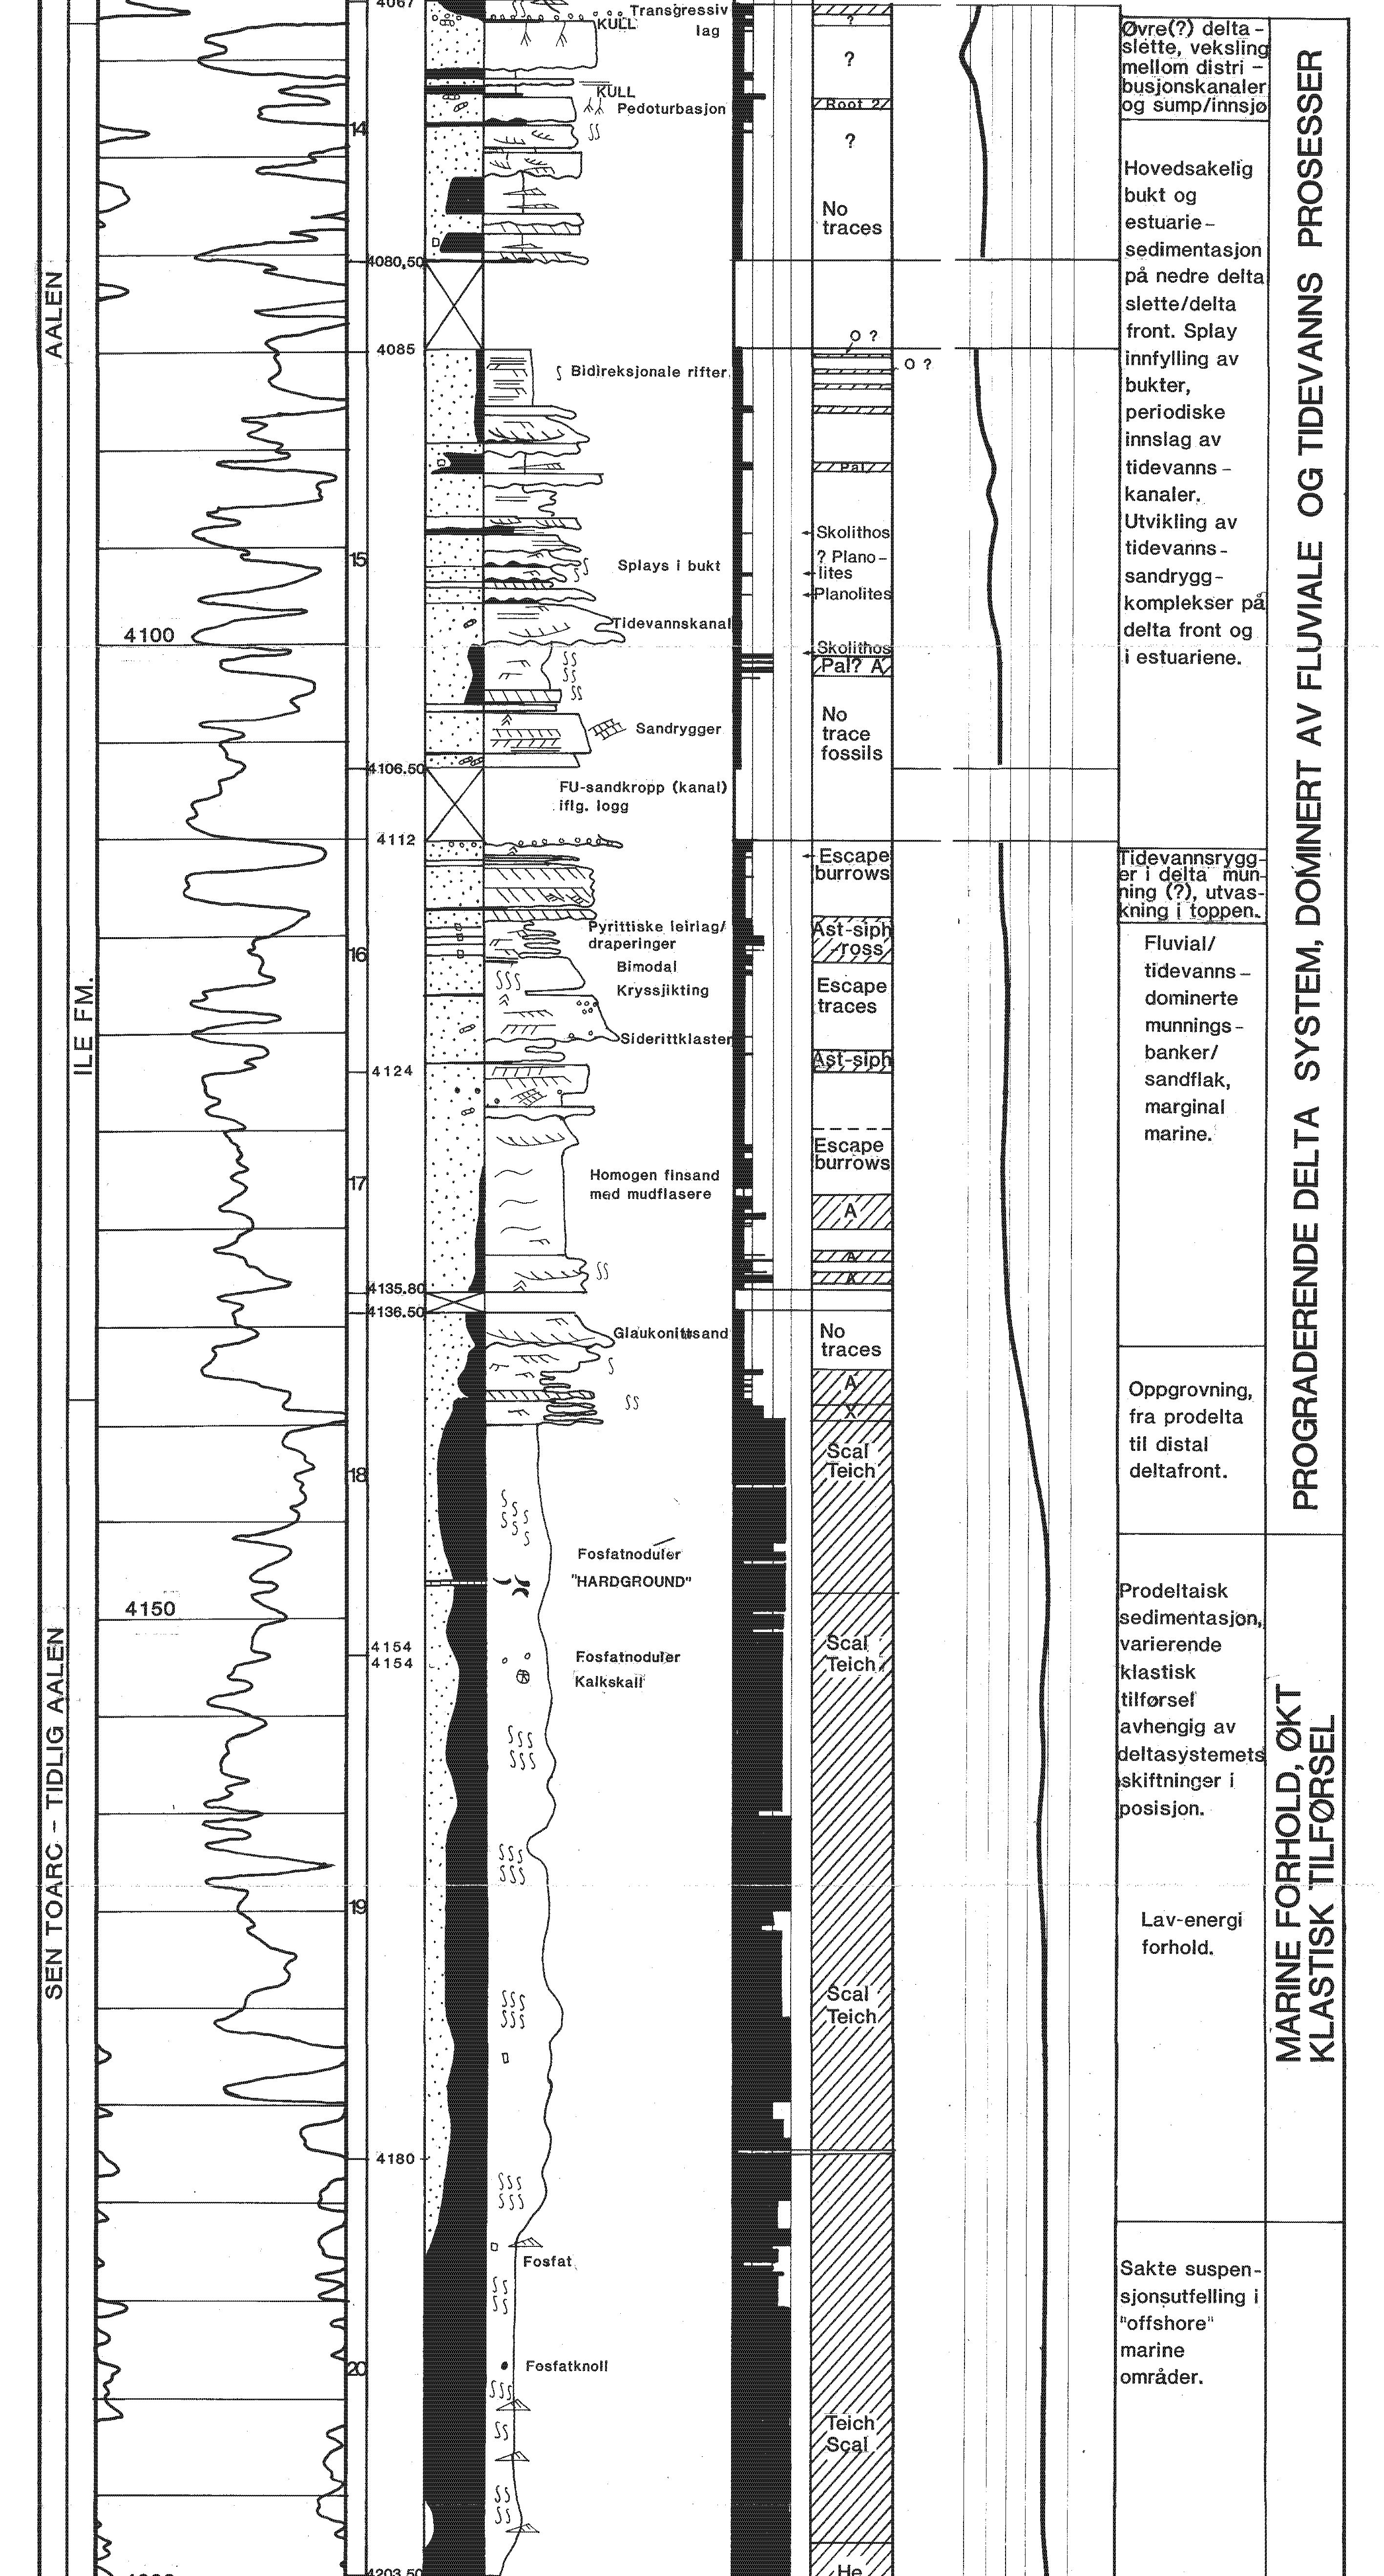 4067
Transgressiv
lag
KULL
KULL
Pedoturbasjon
14
4080,50
4085
Bidireksjonale rifter
15
Splays i bukt
Tidevannskanal
4100
Sandrygger
4106.50
FU-sandkropp (kanal)
iflg. logg
4112
Pyrittiske leirlag/
draperinger
16
Bimodal
Kryssjikting
Siderittklaster
4124
Homogen finsand
med mudflasere
17
4135.80
4136.50
18
Fosfatnoduler
"HARDGROUND"
4150
4154
4154
Fosfatnoduler
Kalkskall
19
4180
Fosfat
20
Fosfatknoll
4203.50
AALEN
ILE FM.
SEN TOARC - TIDLIG AALEN
?
?
Root ?
?
No
traces
O ?
O ?
Pal
Skolithos
? Plano-
lites
Planolites
Skolithos
Pal? A
No
trace
fossils
Escape
burrows
Ast-siph
-ross
Escape
traces
Ast-siph
Escape
burrows
A
A
A
No
traces
A
X
Scal
Teich
Scal
Teich
Scal
Teich
Teich
Scal
He
Øvre(?) delta-
slette, veksling
mellom distri-
busjonskanaler
og sump/innsjø
Hovedsakelig
bukt og
estuarie-
sedimentasjon
på nedre delta
slette/delta
front. Splay
innfylling av
bukter,
periodiske
innslag av
tidevanns-
kanaler.
Utvikling av
tidevanns-
sandrygg-
komplekser på
delta front og
i estuariene.
Tidevannsrygg-
er i delta mun-
ning (?), utvas-
kning i toppen.
Fluvial/
tidevanns-
dominerte
munnings-
banker/
sandflak,
marginal
marine.
Oppgrovning,
fra prodelta
til distal
deltafront.
Prodeltaisk
sedimentasjon,
varierende
klastisk
tilførsel
avhengig av
deltasystemets
skiftninger i
posisjon.
Lav-energi
forhold.
Sakte suspen-
sjonsutfelling i
"offshore"
marine
områder.
PROGRADERENDE DELTA SYSTEM, DOMINERT AV FLUVIALE OG TIDEVANNS PROSESSER
MARINE FORHOLD, ØKT
KLASTISK TILFØRSEL